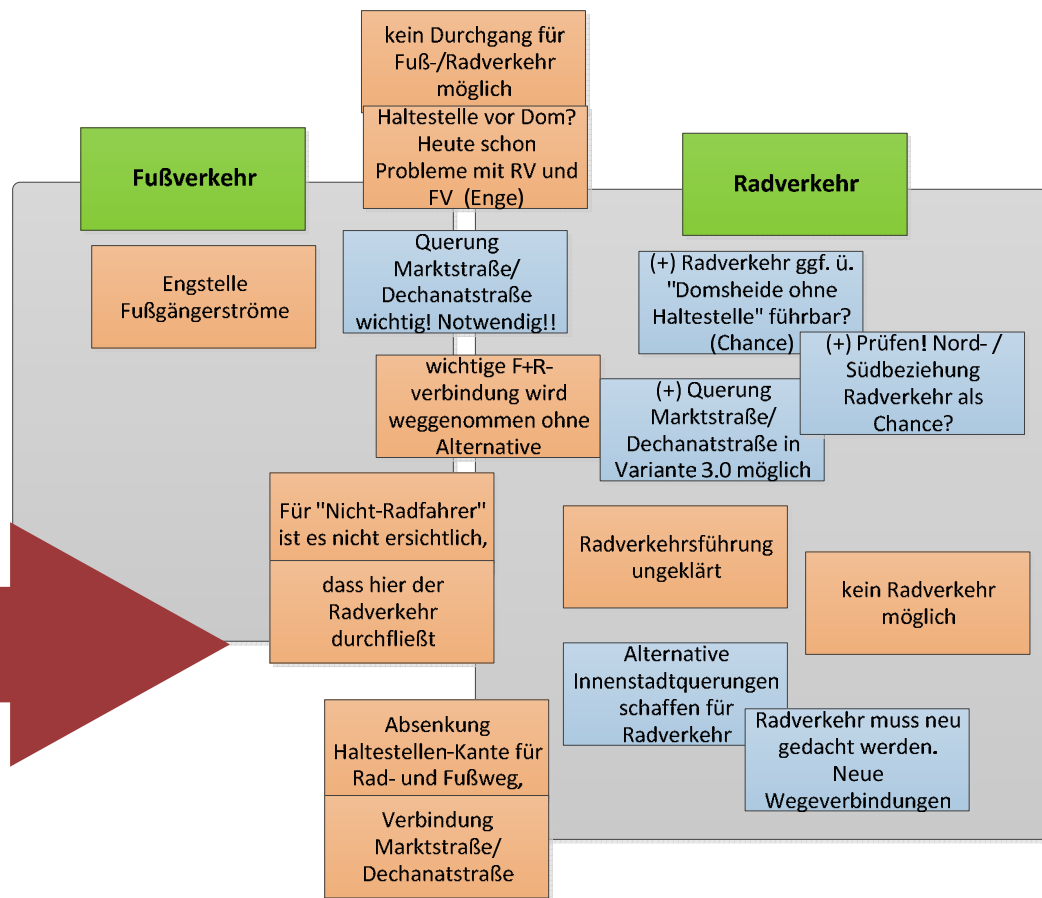 kein Durchgang für
Fuß-/Radverkehr
möglich
Haltestelle vor Dom?
Heute schon
Probleme mit RV und
FV (Enge)
Fußverkehr
Radverkehr
Engstelle
Fußgängerströme
Querung
Marktstraße/
Dechanatstraße
wichtig! Notwendig!!
(+) Radverkehr ggf. ü.
"Domsheide ohne
Haltestelle" führbar?
(Chance)
(+) Prüfen! Nord- /
Südbeziehung
Radverkehr als
Chance?
wichtige F+R-
verbindung wird
weggenommen ohne
Alternative
(+) Querung
Marktstraße/
Dechanatstraße in
Variante 3.0 möglich
Für "Nicht-Radfahrer"
ist es nicht ersichtlich,
dass hier der
Radverkehr
durchfließt
Radverkehrsführung
ungeklärt
kein Radverkehr
möglich
Alternative
Innenstadtquerungen
schaffen für
Radverkehr
Radverkehr muss neu
gedacht werden.
Neue
Wegeverbindungen
Absenkung
Haltestellen-Kante für
Rad- und Fußweg,
Verbindung
Marktstraße/
Dechanatstraße